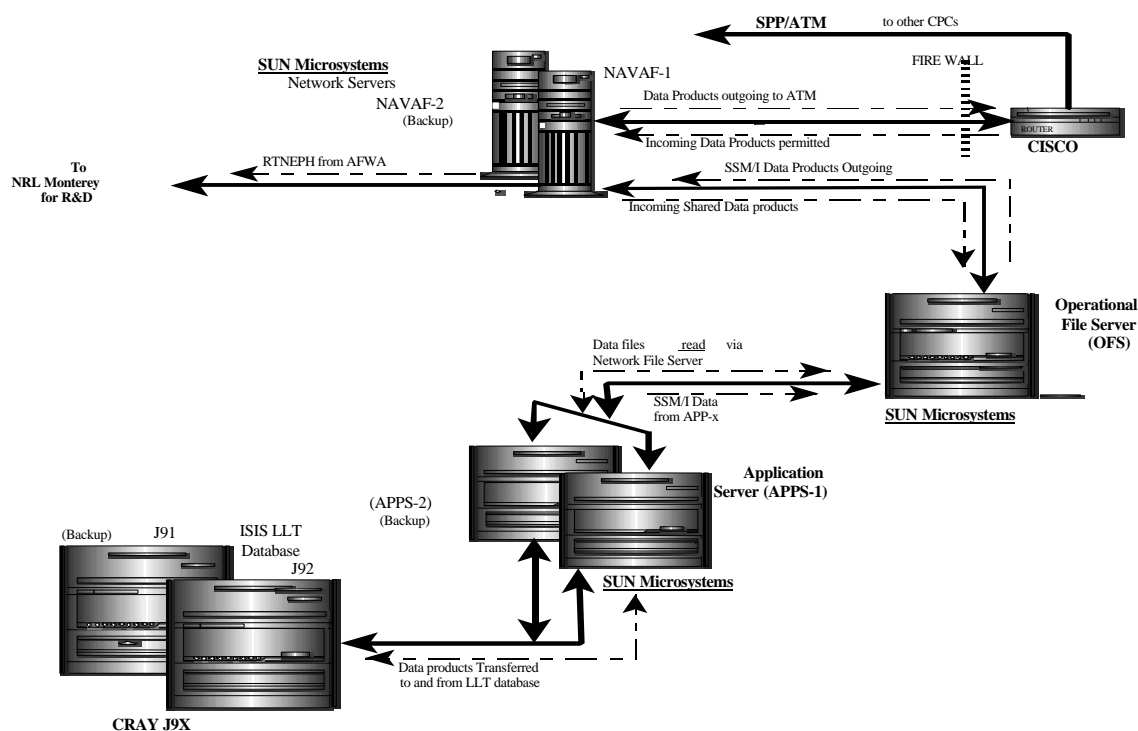 SPP/ATM to other CPCs
SUN Microsystems
Network Servers
NAVAF-1
FIRE WALL
NAVAF-2
(Backup)
Data Products outgoing to ATM
ROUTER
CISCO
Incoming Data Products permitted
RTNEPH from AFWA
To
NRL Monterey
for R&D
SSM/I Data Products Outgoing
Incoming Shared Data products
Operational
File Server
(OFS)
SUN Microsystems
Data files read via
Network File Server
SSM/I Data
from APP-x
Application
Server (APPS-1)
(APPS-2)
(Backup)
SUN Microsystems
(Backup)
J91
ISIS LLT
Database
J92
Data products Transferred
to and from LLT database
CRAY J9X